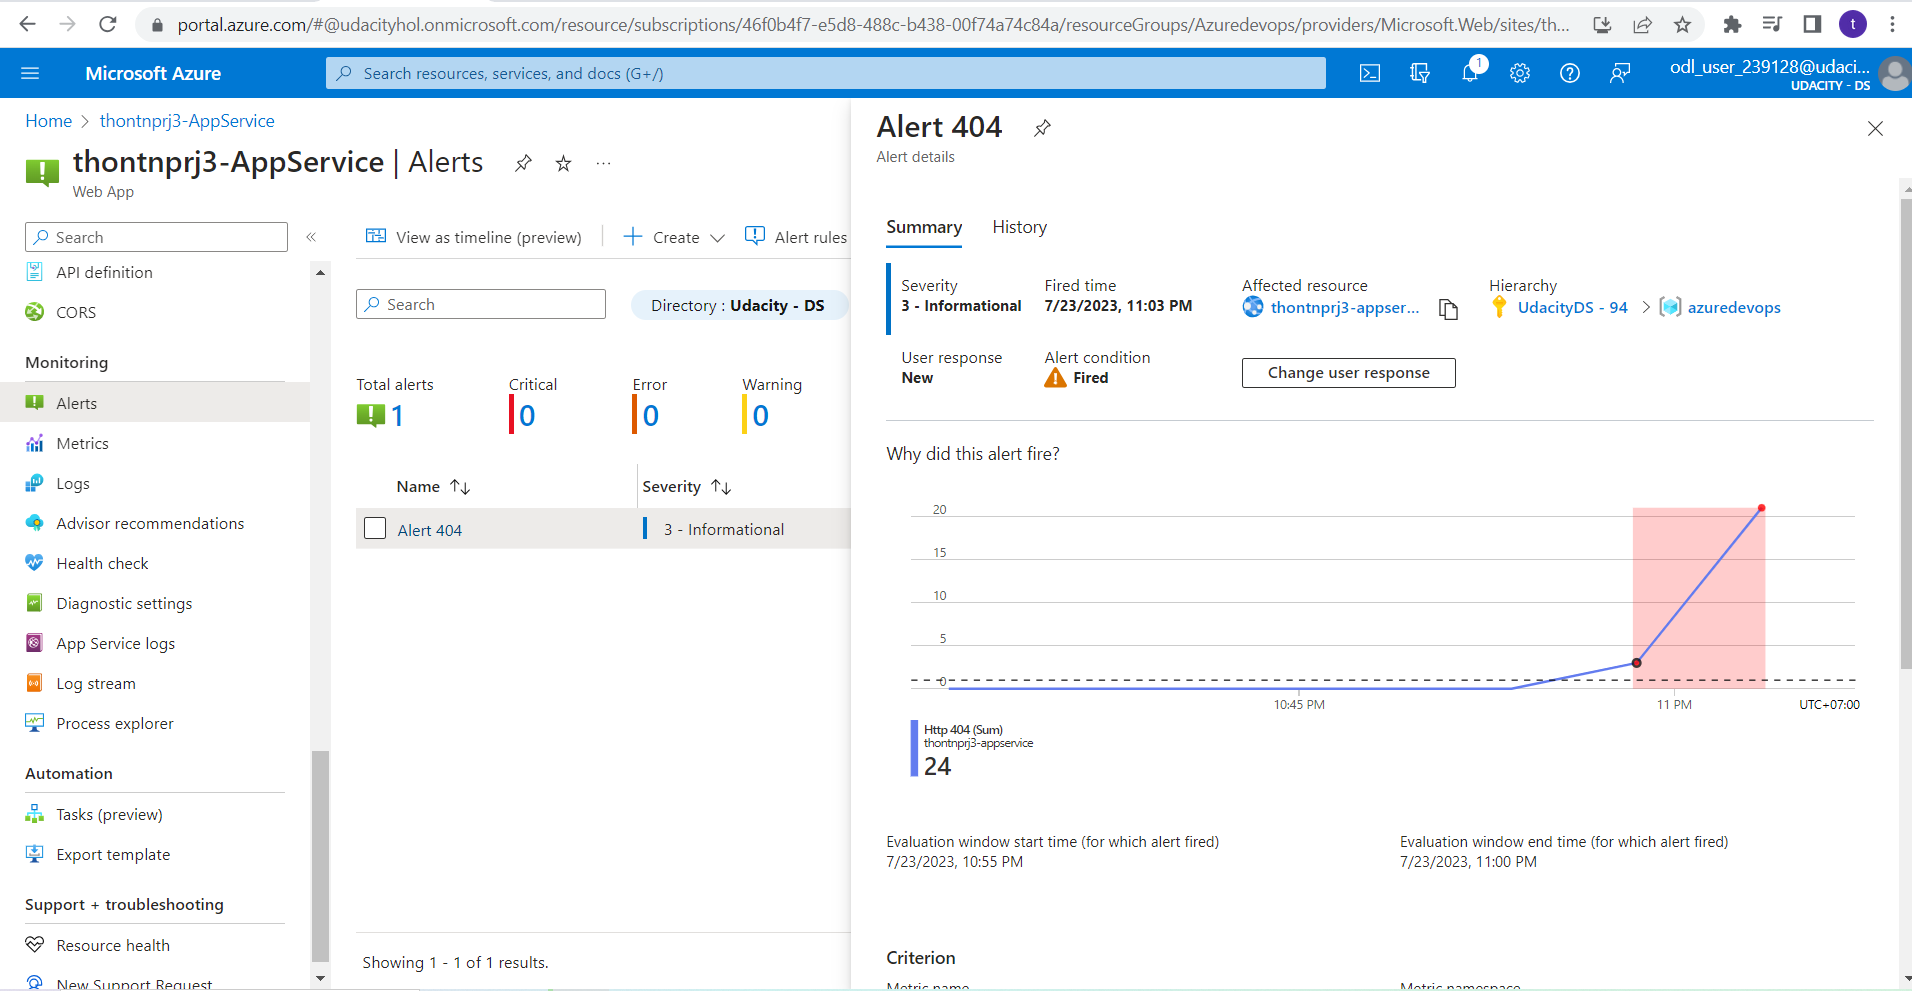 portal.azure.com/#@udacityhol.onmicrosoft.com/resource/subscriptions/46f0b4f7-e5d8-488c-b438-00f74a74c84a/resourceGroups/Azuredevops/providers/Microsoft.Web/sites/th...
t
Microsoft Azure
Search resources, services, and docs (G+/)
1
odl_user_239128@udaci...
UDACITY - DS
Home > thontnprj3-AppService
thontnprj3-AppService | Alerts
...
Web App
Search
«
API definition
CORS
Monitoring
Alerts
Metrics
Logs
Advisor recommendations
Health check
Diagnostic settings
App Service logs
Log stream
Process explorer
Automation
Tasks (preview)
Export template
Support + troubleshooting
Resource health
New Support Request
View as timeline (preview)
Create
Alert rules
Search
Directory : Udacity - DS
Total alerts
1
Critical
0
Error
0
Warning
0
Name
Severity
Alert 404
3 - Informational
Showing 1 - 1 of 1 results.
Alert 404
Alert details
Summary
History
Severity
3 - Informational
Fired time
7/23/2023, 11:03 PM
Affected resource
thontnprj3-appser...
Hierarchy
UdacityDS - 94 > azuredevops
User response
New
Alert condition
Fired
Change user response
Why did this alert fire?
20
15
10
5
0
10:45 PM
11 PM
UTC+07:00
Http 404 (Sum)
thontnprj3-appservice
24
Evaluation window start time (for which alert fired)
7/23/2023, 10:55 PM
Evaluation window end time (for which alert fired)
7/23/2023, 11:00 PM
Criterion
Metric name
Metric namespace